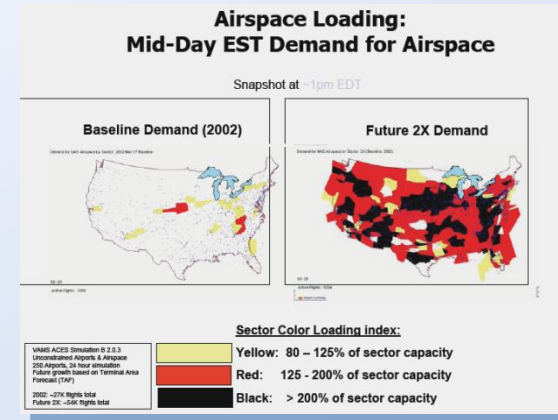 Airspace Loading:
Mid-Day EST Demand for Airspace
Snapshot at ~1pm EDT
Baseline Demand (2002)
Future 2X Demand
Sector Color Loading index:
Yellow: 80 – 125% of sector capacity
Red: 125 - 200% of sector capacity
Black: > 200% of sector capacity
VAMS ACES Simulation B 2.0.3
Unconstrained Airports & Airspace
250 Airports, 24 hour simulation
Future growth based on Terminal Area
Forecast (TAF)
2002: ~27K flights total
Future 2X: ~54K flights total